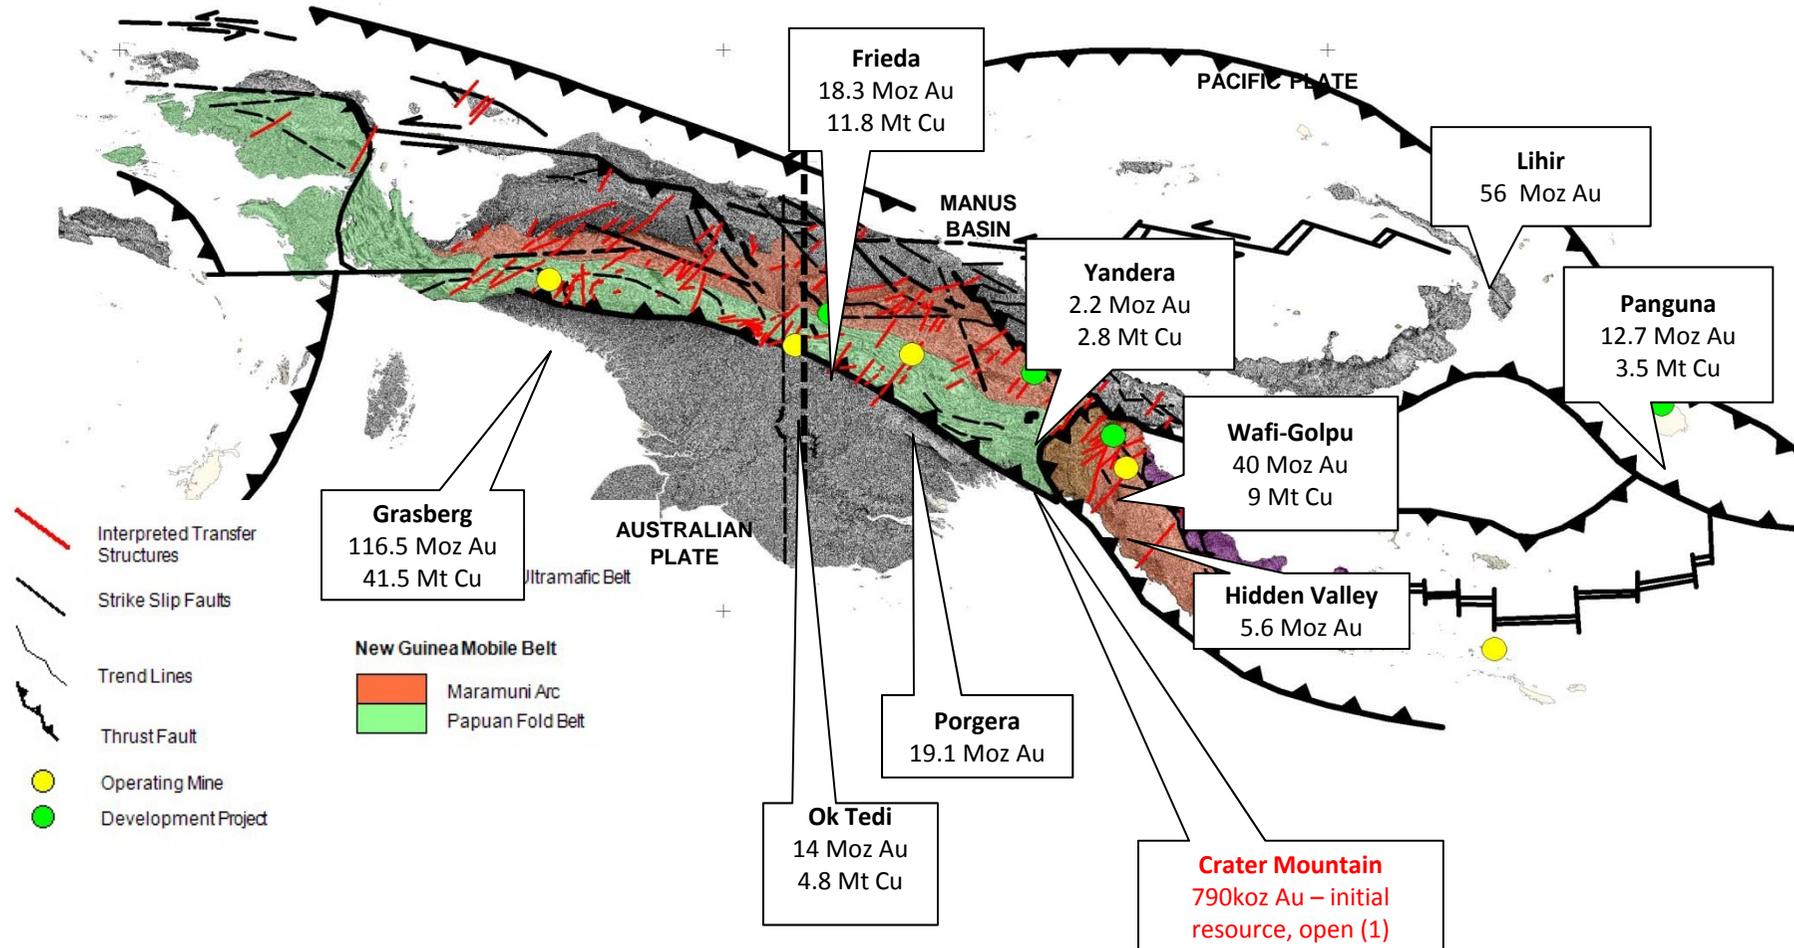 Frieda
18.3 Moz Au
11.8 Mt Cu
PACIFIC PLATE
Lihir
56 Moz Au
MANUS
BASIN
Yandera
2.2 Moz Au
2.8 Mt Cu
Panguna
12.7 Moz Au
3.5 Mt Cu
Wafi-Golpu
40 Moz Au
9 Mt Cu
Grasberg
116.5 Moz Au
41.5 Mt Cu
AUSTRALIAN
PLATE
Hidden Valley
5.6 Moz Au
Interpreted Transfer
Structures
Strike Slip Faults
Trend Lines
Thrust Fault
Operating Mine
Development Project
Ultramafic Belt
New Guinea Mobile Belt
Maramuni Arc
Papuan Fold Belt
Porgera
19.1 Moz Au
Ok Tedi
14 Moz Au
4.8 Mt Cu
Crater Mountain
790koz Au – initial
resource, open (1)